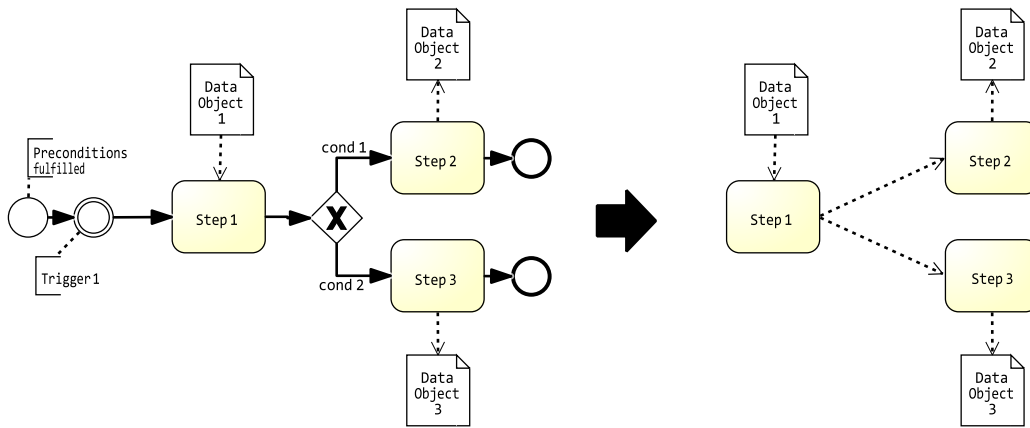 Data
Object
1
Data
Object
2
Preconditions
fulfilled
Trigger 1
Step 1
X
cond 1
cond 2
Step 2
Step 3
Data
Object
3
Data
Object
1
Data
Object
2
Step 1
Step 2
Step 3
Data
Object
3